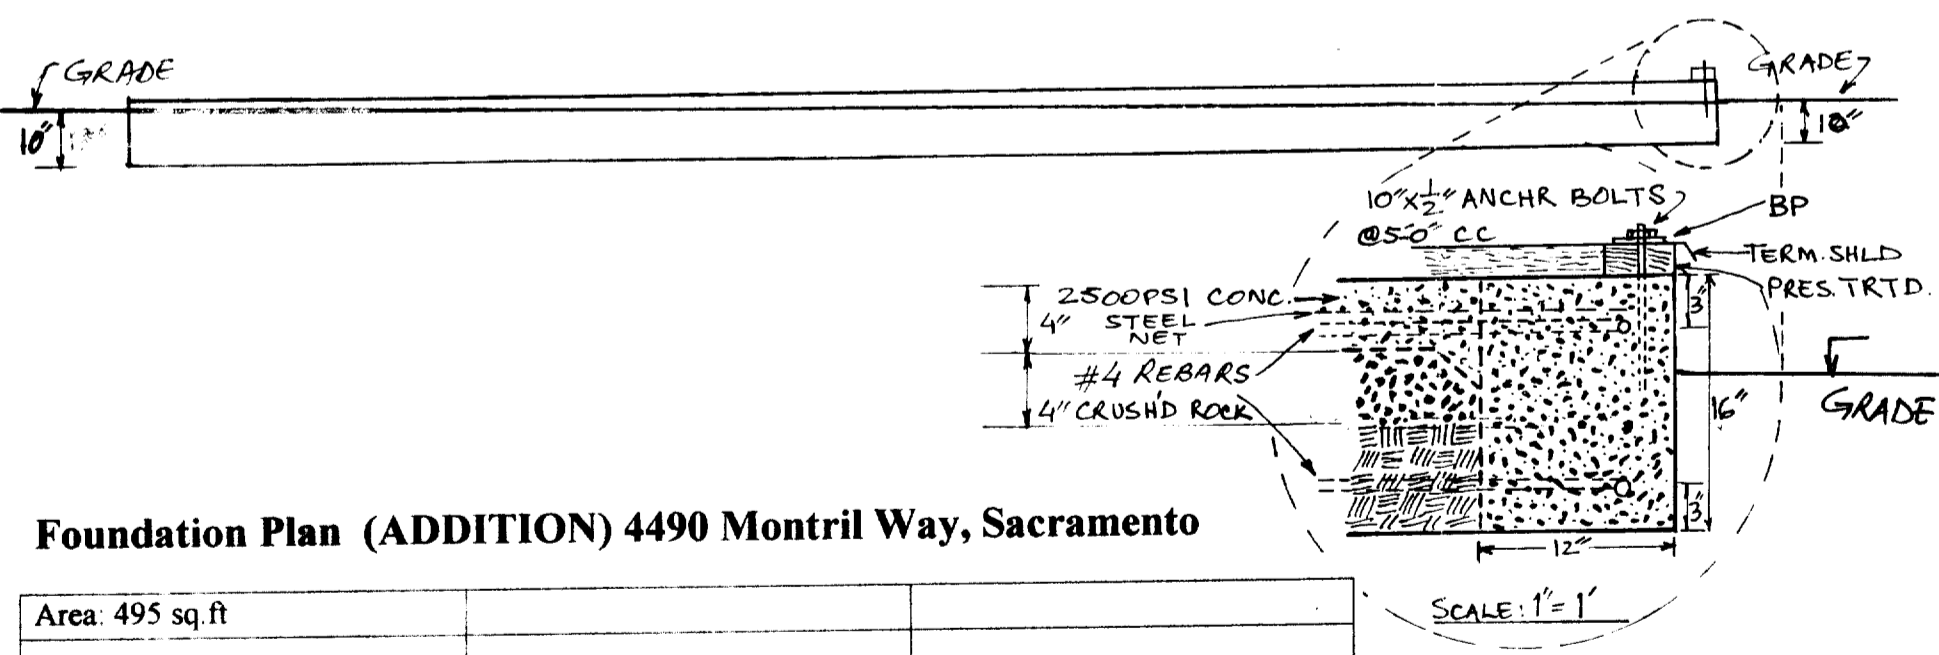 GRADE
GRADE
10"
10"
10"x½" ANCHR BOLTS
@5'-0" CC
BP
TERM. SHLD
PRES. TRTD.
2500PSI CONC.
4" STEEL
NET
3"
#4 REBARS
4" CRUSH'D ROCK
16"
GRADE
3"
12"
Foundation Plan (ADDITION) 4490 Montril Way, Sacramento
SCALE: 1"= 1'
Area: 495 sq.ft